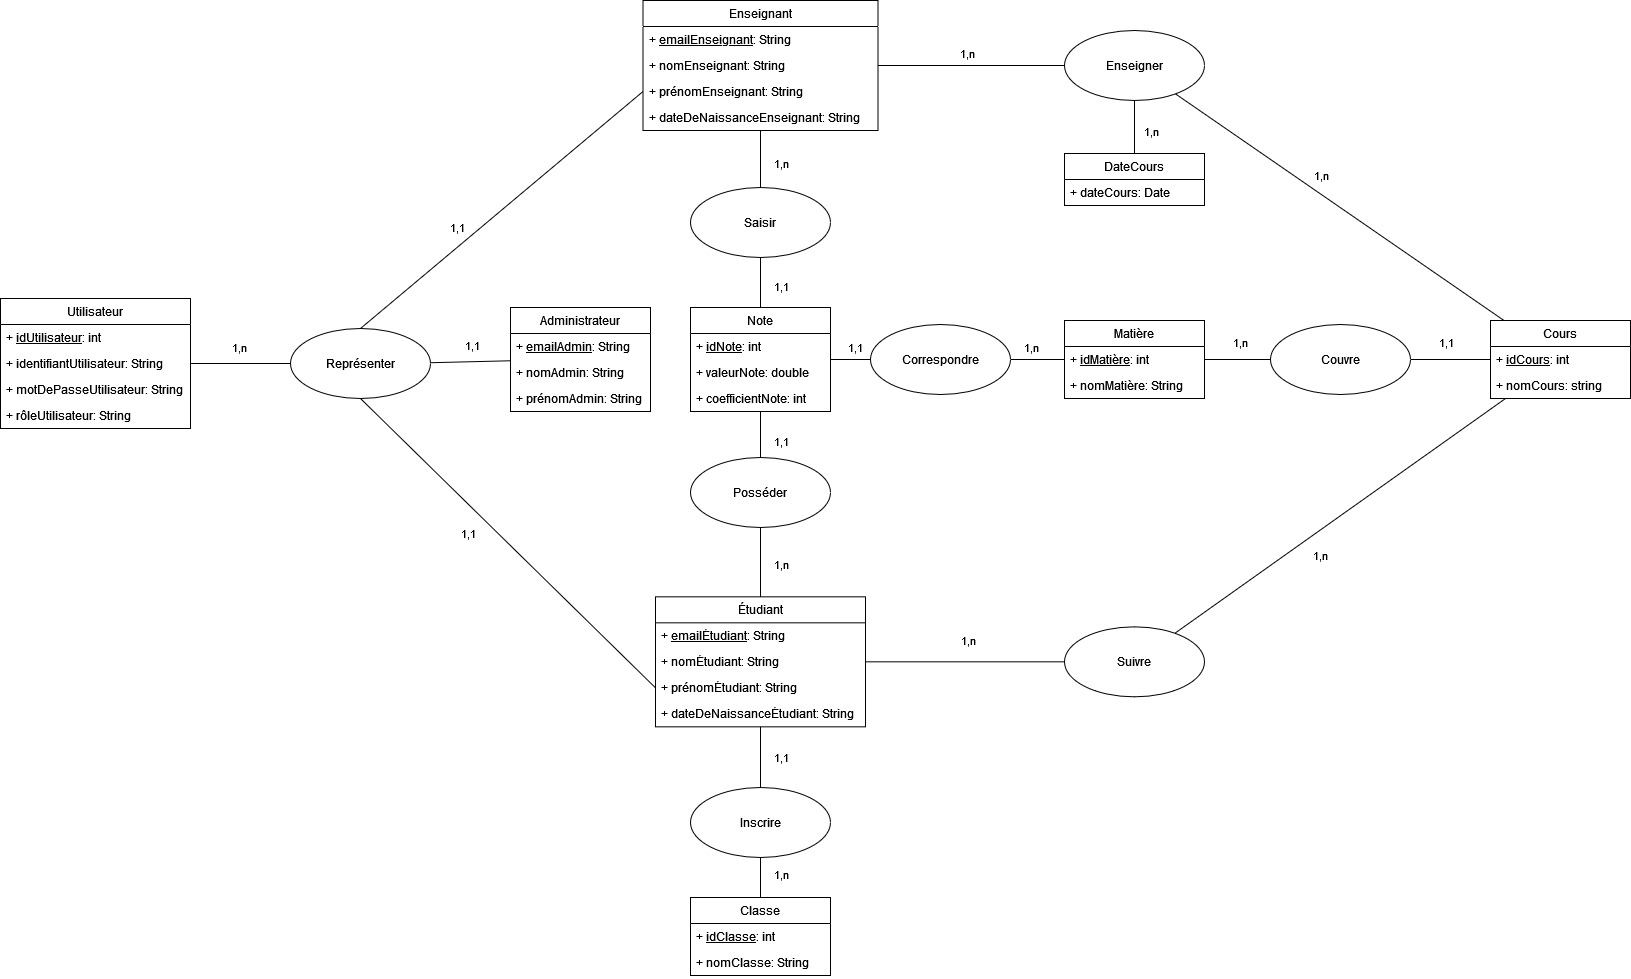 Enseignant
+ emailEnseignant: String
+ nomEnseignant: String
+ prénomEnseignant: String
+ dateDeNaissanceEnseignant: String
1,n
Enseigner
1,n
DateCours
+ dateCours: Date
1,n
1,n
Saisir
1,1
1,1
Utilisateur
+ idUtilisateur: int
+ identifiantUtilisateur: String
+ motDePasseUtilisateur: String
+ rôleUtilisateur: String
1,n
Représenter
1,1
Administrateur
+ emailAdmin: String
+ nomAdmin: String
+ prénomAdmin: String
Note
+ idNote: int
+ valeurNote: double
+ coefficientNote: int
1,1
Correspondre
1,n
Matière
+ idMatière: int
+ nomMatière: String
1,n
Couvre
1,1
Cours
+ idCours: int
+ nomCours: string
1,1
Posséder
1,n
1,1
1,n
Étudiant
+ emailÉtudiant: String
+ nomÉtudiant: String
+ prénomÉtudiant: String
+ dateDeNaissanceÉtudiant: String
1,n
Suivre
1,1
Inscrire
1,n
Classe
+ idClasse: int
+ nomClasse: String